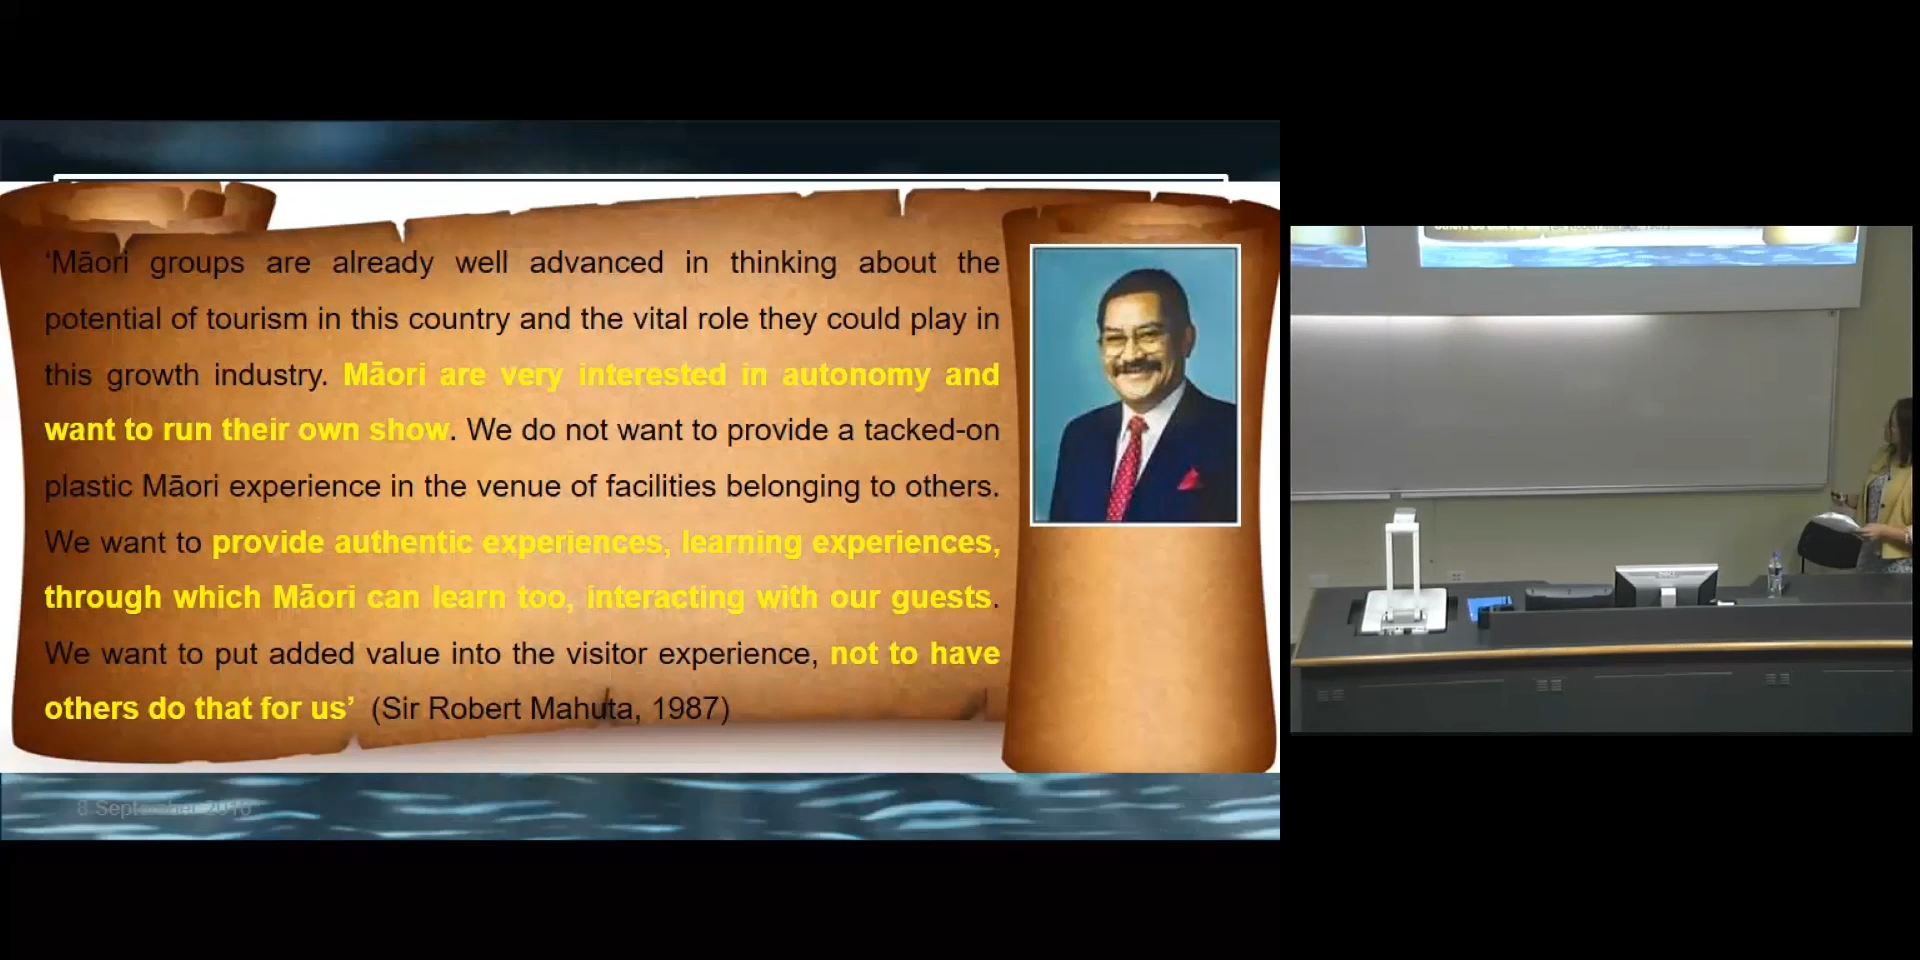 ‘Māori groups are already well advanced in thinking about the
potential of tourism in this country and the vital role they could play in
this growth industry. Māori are very interested in autonomy and
want to run their own show. We do not want to provide a tacked-on
plastic Māori experience in the venue of facilities belonging to others.
We want to provide authentic experiences, learning experiences,
through which Māori can learn too, interacting with our guests.
We want to put added value into the visitor experience, not to have
others do that for us’ (Sir Robert Mahuta, 1987)
8 September 2016